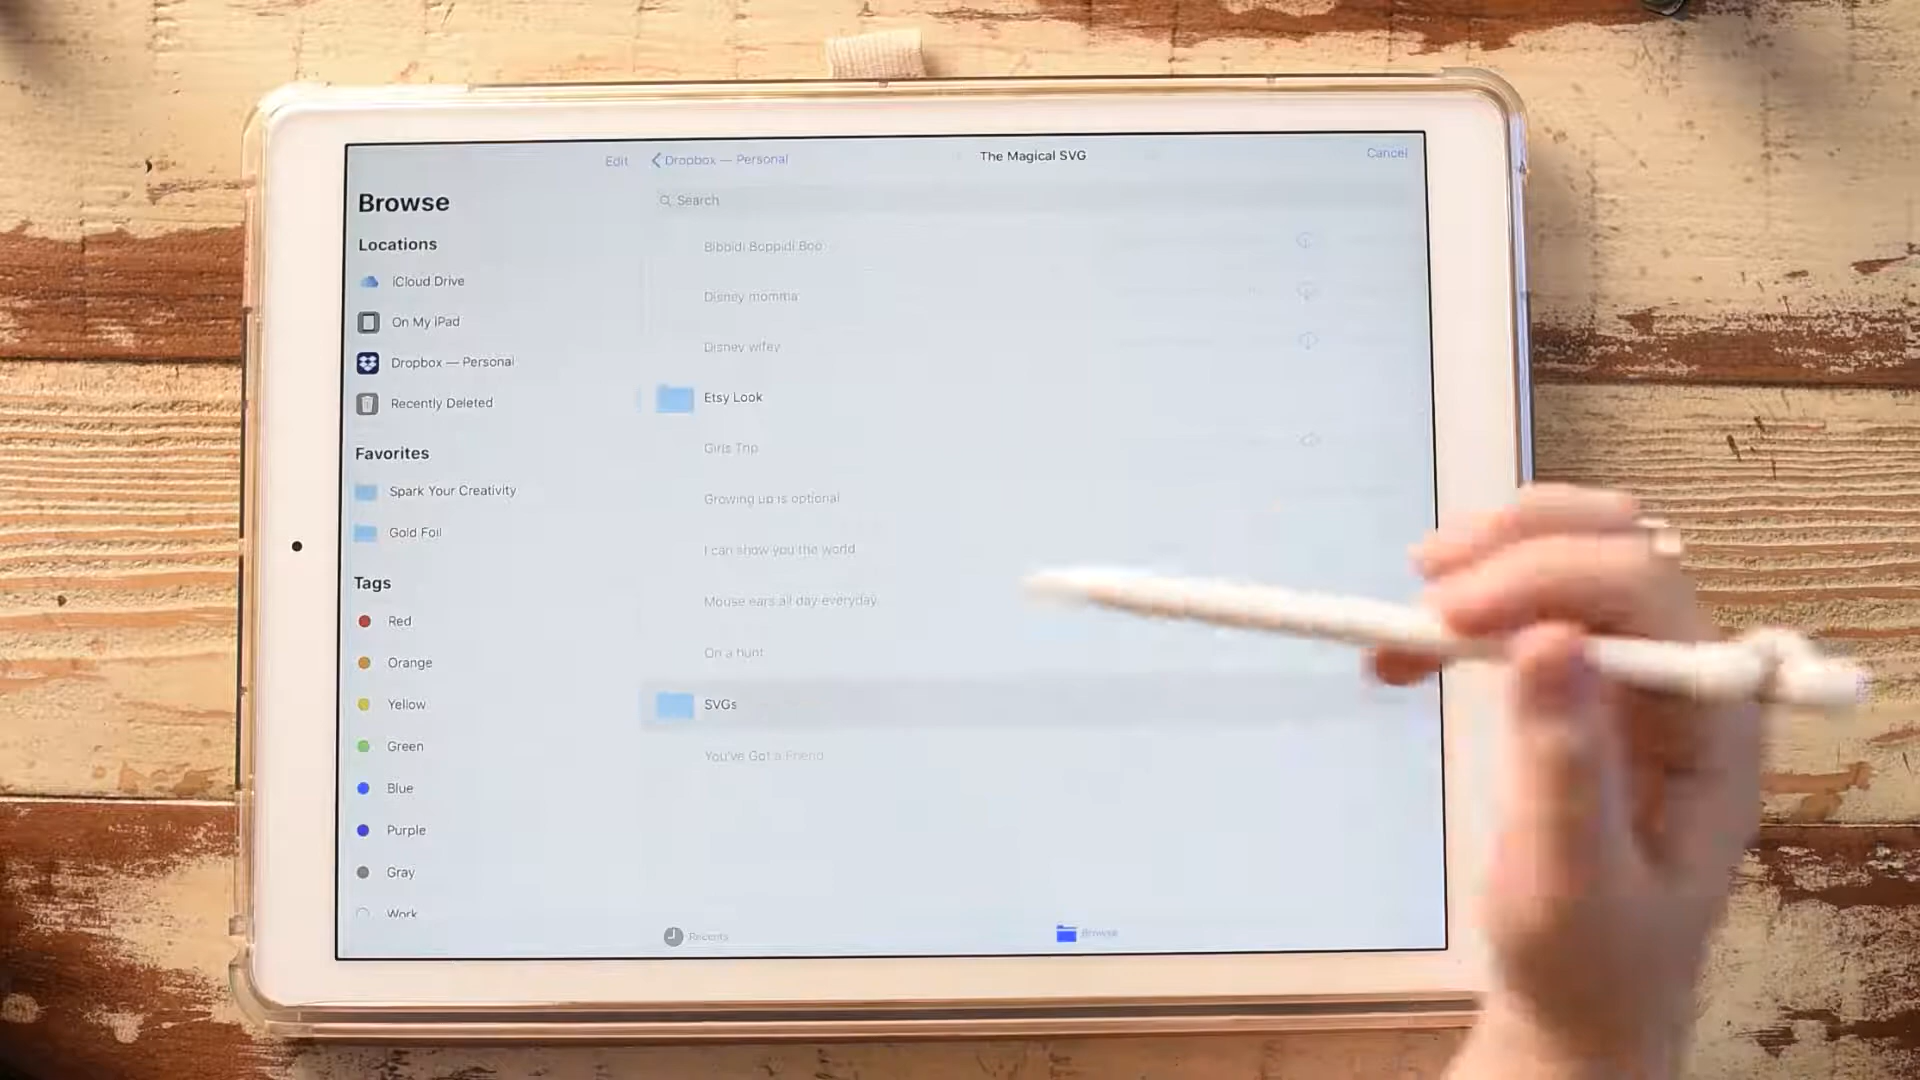 Edit
Dropbox — Personal
The Magical SVG
Cancel
Browse
Search
Locations
iCloud Drive
On My iPad
Dropbox — Personal
Recently Deleted
Favorites
Spark Your Creativity
Gold Foil
Tags
Red
Orange
Yellow
Green
Blue
Purple
Gray
Work
Bibbidi Boppidi Boo
Disney momma
Disney wifey
Etsy Look
Girls Trip
Growing up is optional
I can show you the world
Mouse ears all day everyday
On a hunt
SVGs
You've Got a Friend
Recents
Browse